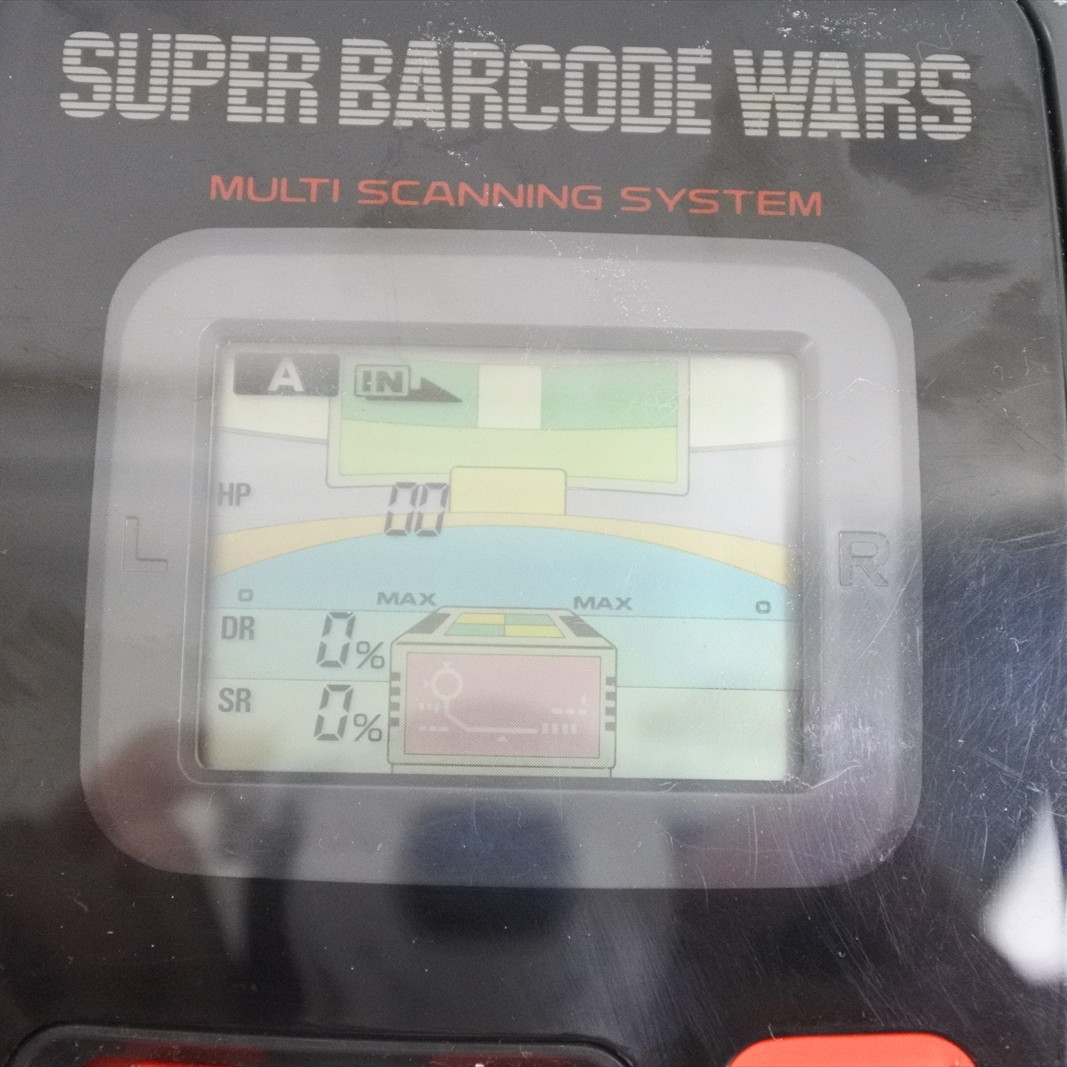 SUPER BARCODE WARS
MULTI SCANNING SYSTEM
A IN
HP 00
L R
0 MAX MAX 0
DR 0%
SR 0%